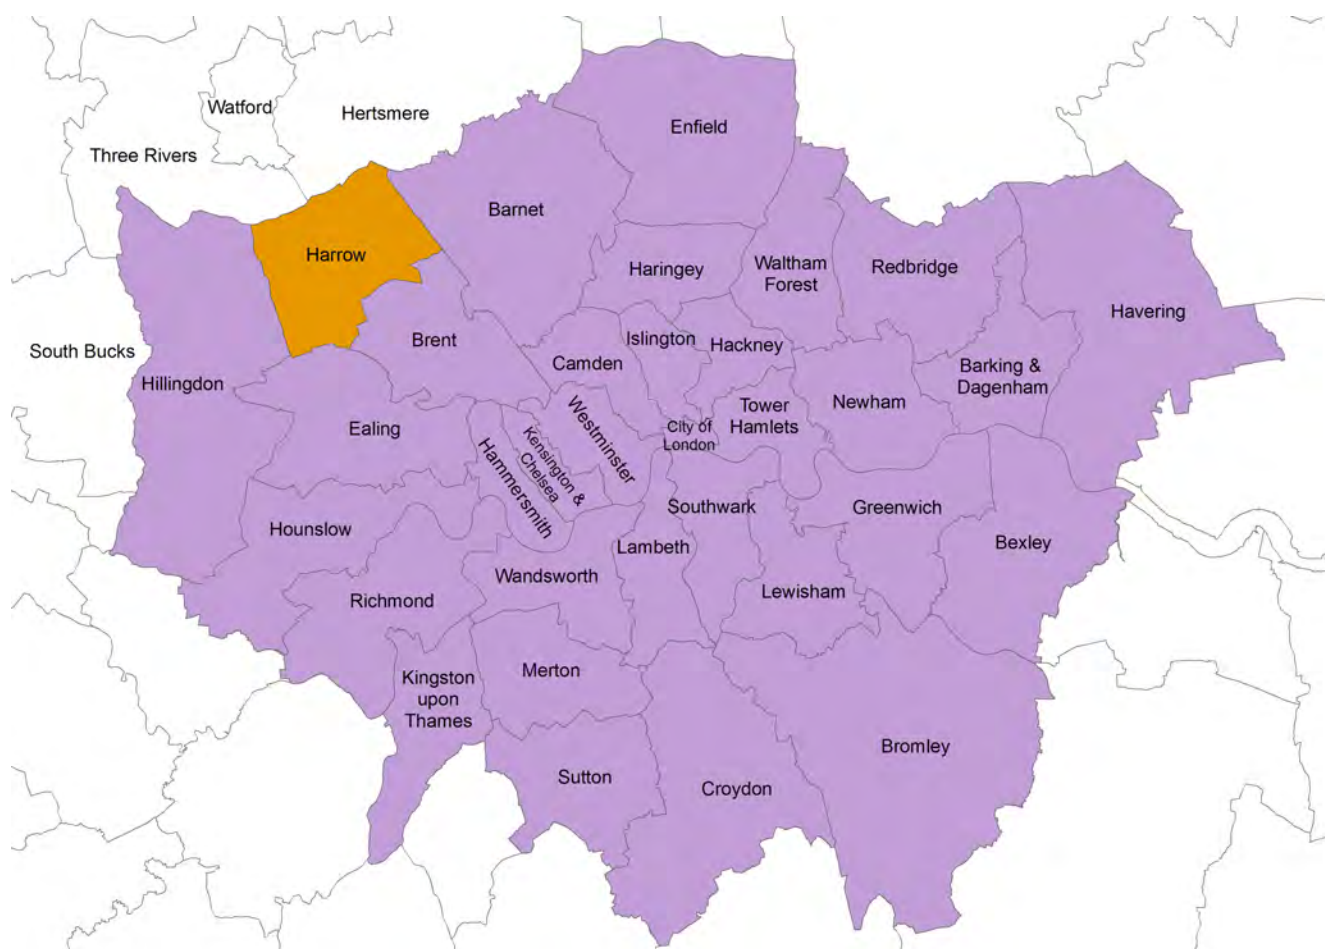 Watford
Hertsmere
Three Rivers
Enfield
Barnet
Harrow
Haringey
Waltham
Forest
Redbridge
Havering
South Bucks
Hillingdon
Brent
Camden
Islington
Hackney
Barking &
Dagenham
Ealing
Westminster
Kensington &
Chelsea
Hammersmith
City of
London
Tower
Hamlets
Newham
Hounslow
Southwark
Greenwich
Bexley
Lambeth
Richmond
Wandsworth
Lewisham
Kingston
upon
Thames
Merton
Sutton
Croydon
Bromley